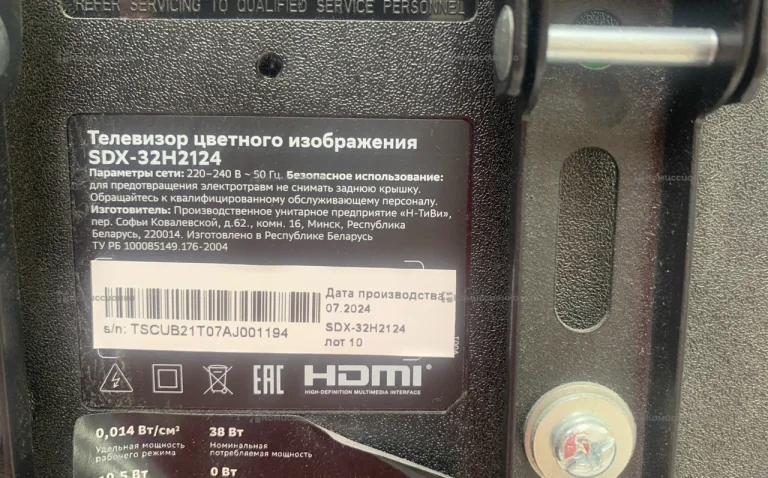 REFER SERVICING TO QUALIFIED SERVICE PERSONNEL
Телевизор цветного изображения
SDX-32H2124
Параметры сети: 220–240 В ~ 50 Гц. Безопасное использование:
для предотвращения электротравм не снимать заднюю крышку.
Обращайтесь к квалифицированному обслуживающему персоналу.
Изготовитель: Производственное унитарное предприятие «Н-ТиВи»,
пер. Софьи Ковалевской, д.62., комн. 16, Минск, Республика
Беларусь, 220014. Изготовлено в Республике Беларусь
ТУ РБ 100085149.176-2004
Дата производства
07.2024
s/n: TSCUB21T07AJ001194
SDX-32H2124
лот 10
EAC HDMI
HIGH-DEFINITION MULTIMEDIA INTERFACE
0,014 Вт/см² 38 Вт
Удельная мощность Номинальная
рабочего режима потребляемая мощность
0 Вт